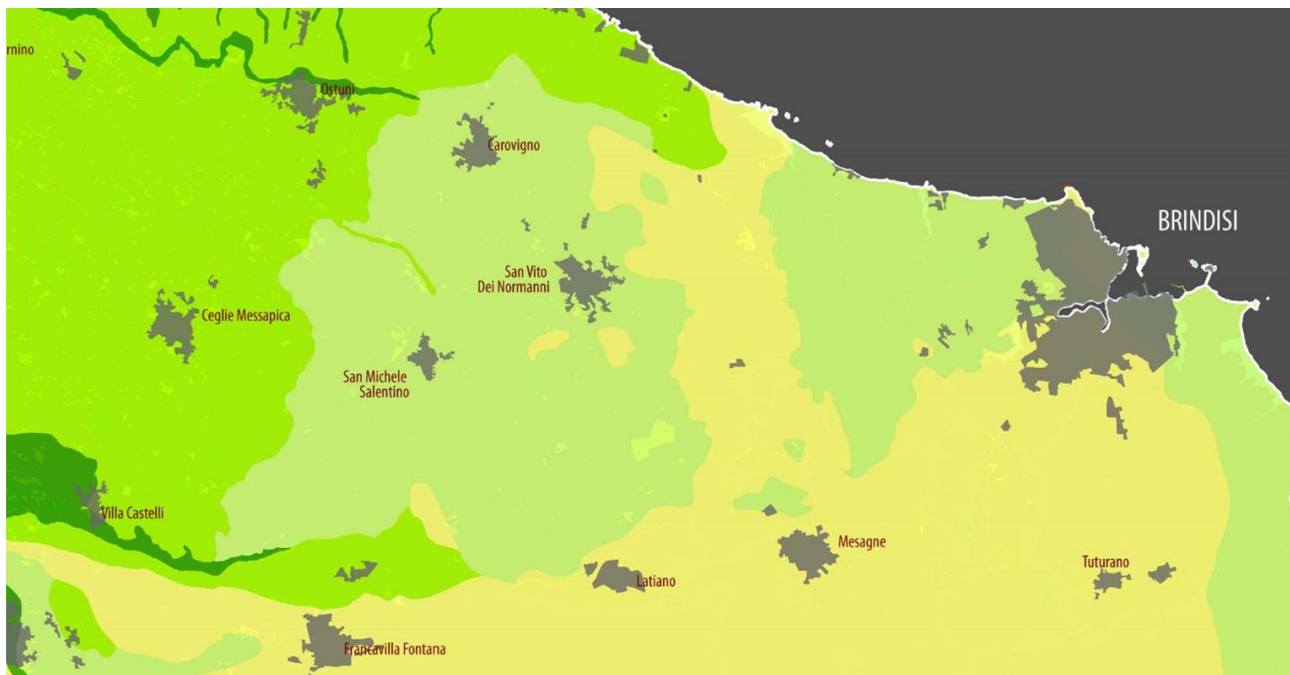 rnino
Ostuni
Carovigno
BRINDISI
San Vito
Dei Normanni
Ceglie Messapica
San Michele
Salentino
Villa Castelli
Mesagne
Tuturano
Latiano
Francavilla Fontana